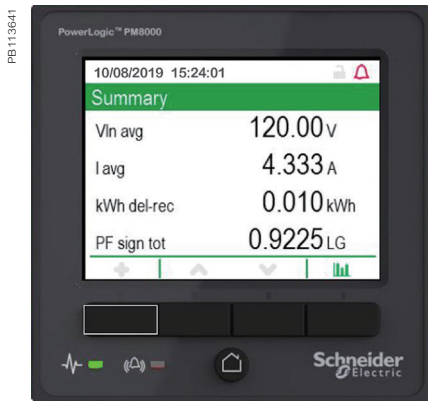 PB113641
PowerLogic™ PM8000
10/08/2019 15:24:01
Summary
Vln avg 120.00 V
I avg 4.333 A
kWh del-rec 0.010 kWh
PF sign tot 0.9225 LG
Schneider
Electric